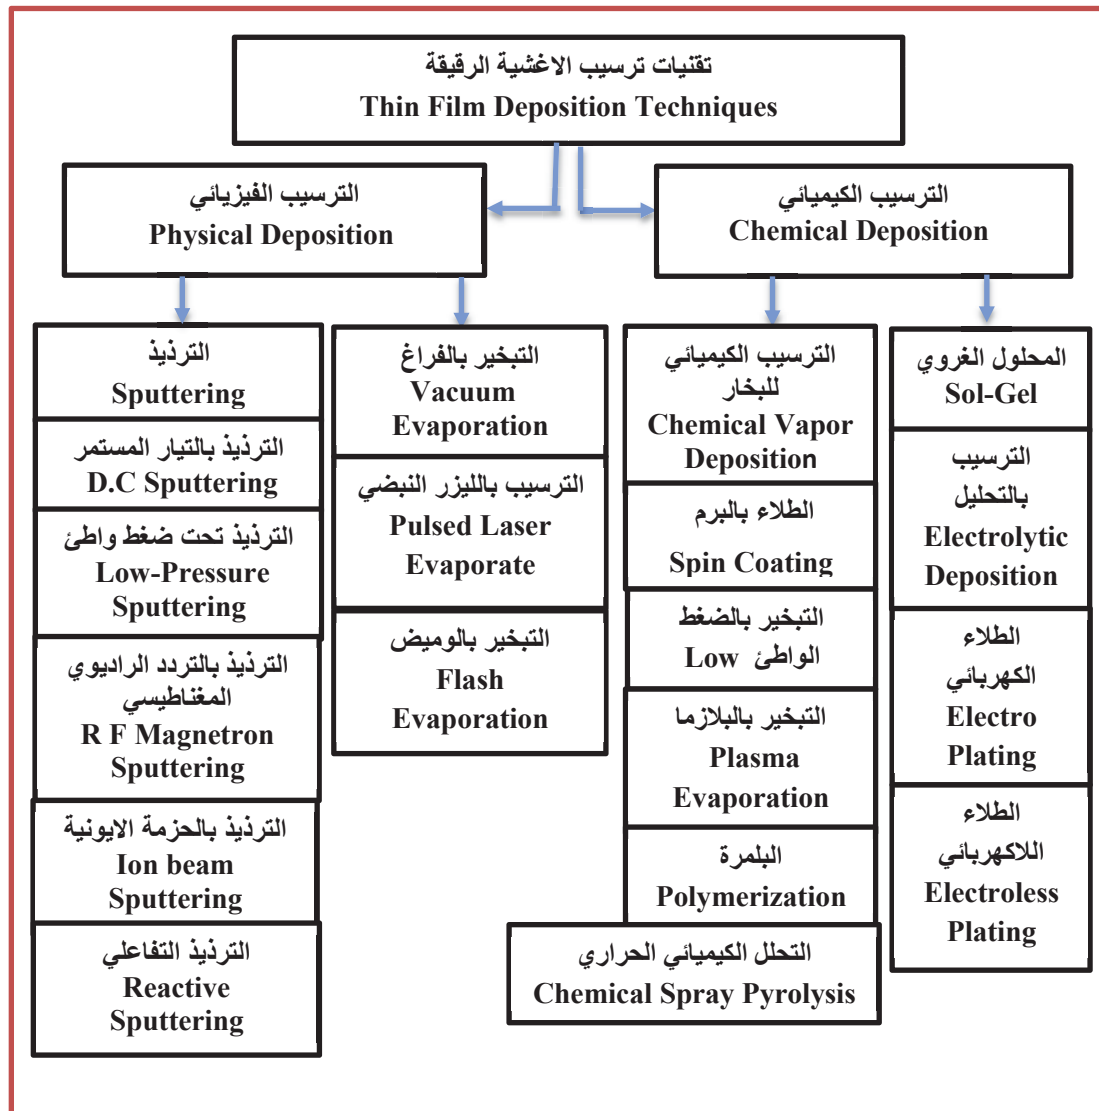 تقنيات ترسيب الاغشية الرقيقة
Thin Film Deposition Techniques
الترسيب الفيزيائي
Physical Deposition
الترسيب الكيميائي
Chemical Deposition
الترذيذ
Sputtering
الترذيذ بالتيار المستمر
D.C Sputtering
الترذيذ تحت ضغط واطئ
Low-Pressure
Sputtering
الترذيذ بالتردد الراديوي
المغناطيسي
R F Magnetron
Sputtering
الترذيذ بالحزمة الايونية
Ion beam
Sputtering
الترذيذ التفاعلي
Reactive
Sputtering
التبخير بالفراغ
Vacuum
Evaporation
الترسيب بالليزر النبضي
Pulsed Laser
Evaporate
التبخير بالوميض
Flash
Evaporation
الترسيب الكيميائي
للبخار
Chemical Vapor
Deposition
الطلاء بالبرم
Spin Coating
التبخير بالضغط
الواطئ Low
التبخير بالبلازما
Plasma
Evaporation
البلمرة
Polymerization
التحلل الكيميائي الحراري
Chemical Spray Pyrolysis
المحلول الغروي
Sol-Gel
الترسيب
بالتحليل
Electrolytic
Deposition
الطلاء
الكهربائي
Electro
Plating
الطلاء
اللاكهربائي
Electroless
Plating